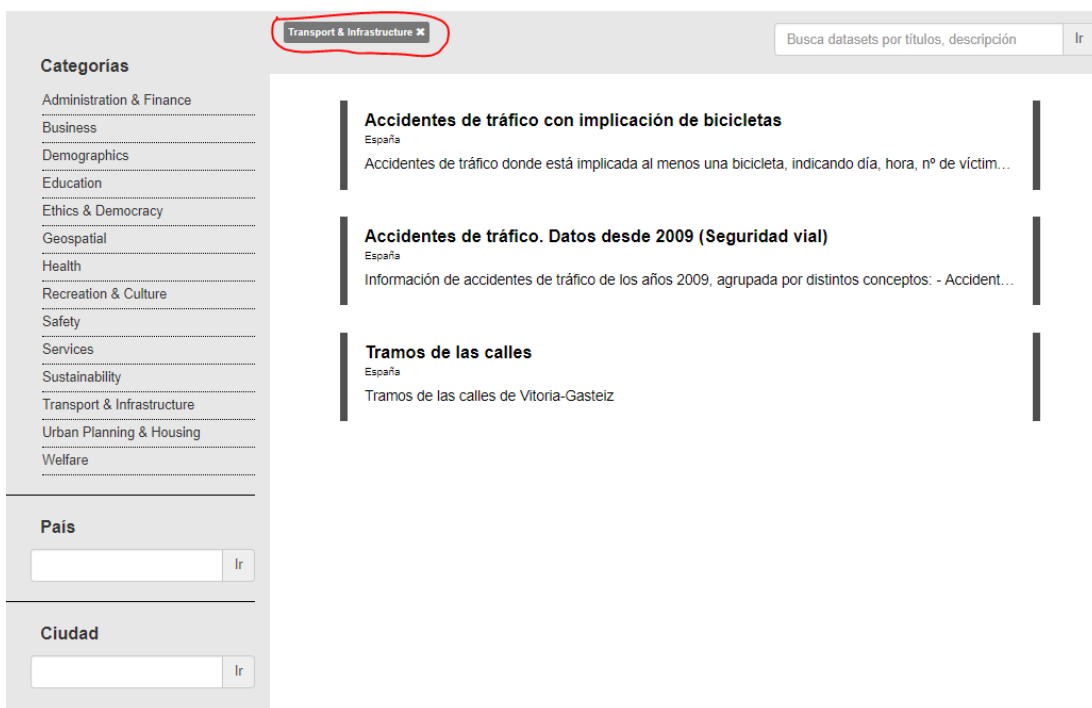 Transport & Infrastructure ✖
Busca datasets por títulos, descripción
Ir
Categorías
Administration & Finance
Business
Demographics
Education
Ethics & Democracy
Geospatial
Health
Recreation & Culture
Safety
Services
Sustainability
Transport & Infrastructure
Urban Planning & Housing
Welfare
País
Ir
Ciudad
Ir
Accidentes de tráfico con implicación de bicicletas
España
Accidentes de tráfico donde está implicada al menos una bicicleta, indicando día, hora, nº de víctim…
Accidentes de tráfico. Datos desde 2009 (Seguridad vial)
España
Información de accidentes de tráfico de los años 2009, agrupada por distintos conceptos: - Accident…
Tramos de las calles
España
Tramos de las calles de Vitoria-Gasteiz